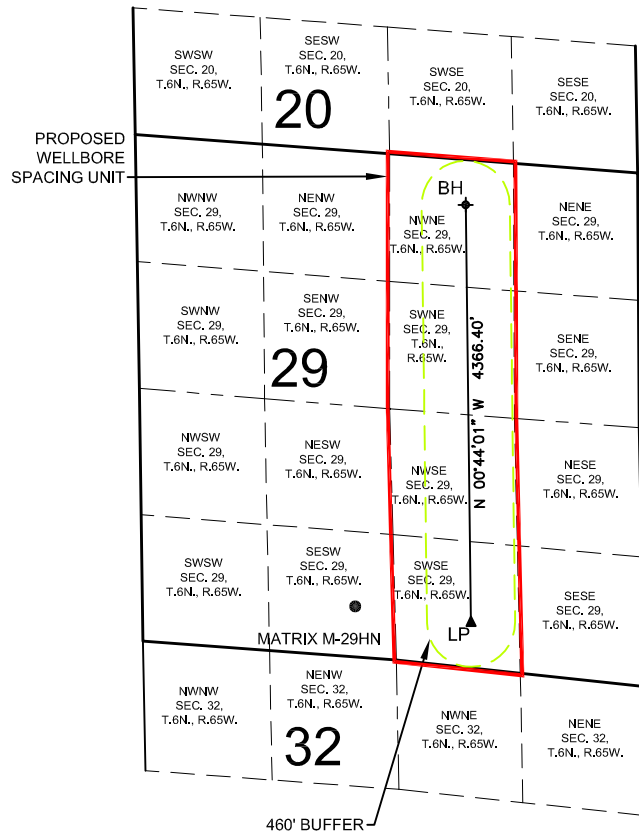 SWSW
SEC. 20,
T.6N., R.65W.
SESW
SEC. 20,
T.6N., R.65W.
SWSE
SEC. 20,
T.6N., R.65W.
SESE
SEC. 20,
T.6N., R.65W.
20
PROPOSED
WELLBORE
SPACING UNIT
NWNW
SEC. 29,
T.6N., R.65W.
NENW
SEC. 29,
T.6N., R.65W.
BH
NWNE
SEC. 29,
T.6N., R.65W.
NENE
SEC. 29,
T.6N., R.65W.
SWNW
SEC. 29,
T.6N., R.65W.
SENW
SEC. 29,
T.6N., R.65W.
SWNE
SEC. 29,
T.6N.,
R.65W.
SENE
SEC. 29,
T.6N., R.65W.
29
N 00°44'01" W 4366.40'
NWSW
SEC. 29,
T.6N., R.65W.
NESW
SEC. 29,
T.6N., R.65W.
NWSE
SEC. 29,
T.6N., R.65W.
NESE
SEC. 29,
T.6N., R.65W.
SWSW
SEC. 29,
T.6N., R.65W.
SESW
SEC. 29,
T.6N., R.65W.
SWSE
SEC. 29,
T.6N., R.65W.
SESE
SEC. 29,
T.6N., R.65W.
MATRIX M-29HN
LP
NWNW
SEC. 32,
T.6N., R.65W.
NENW
SEC. 32,
T.6N., R.65W.
NWNE
SEC. 32,
T.6N., R.65W.
NENE
SEC. 32,
T.6N., R.65W.
32
460' BUFFER